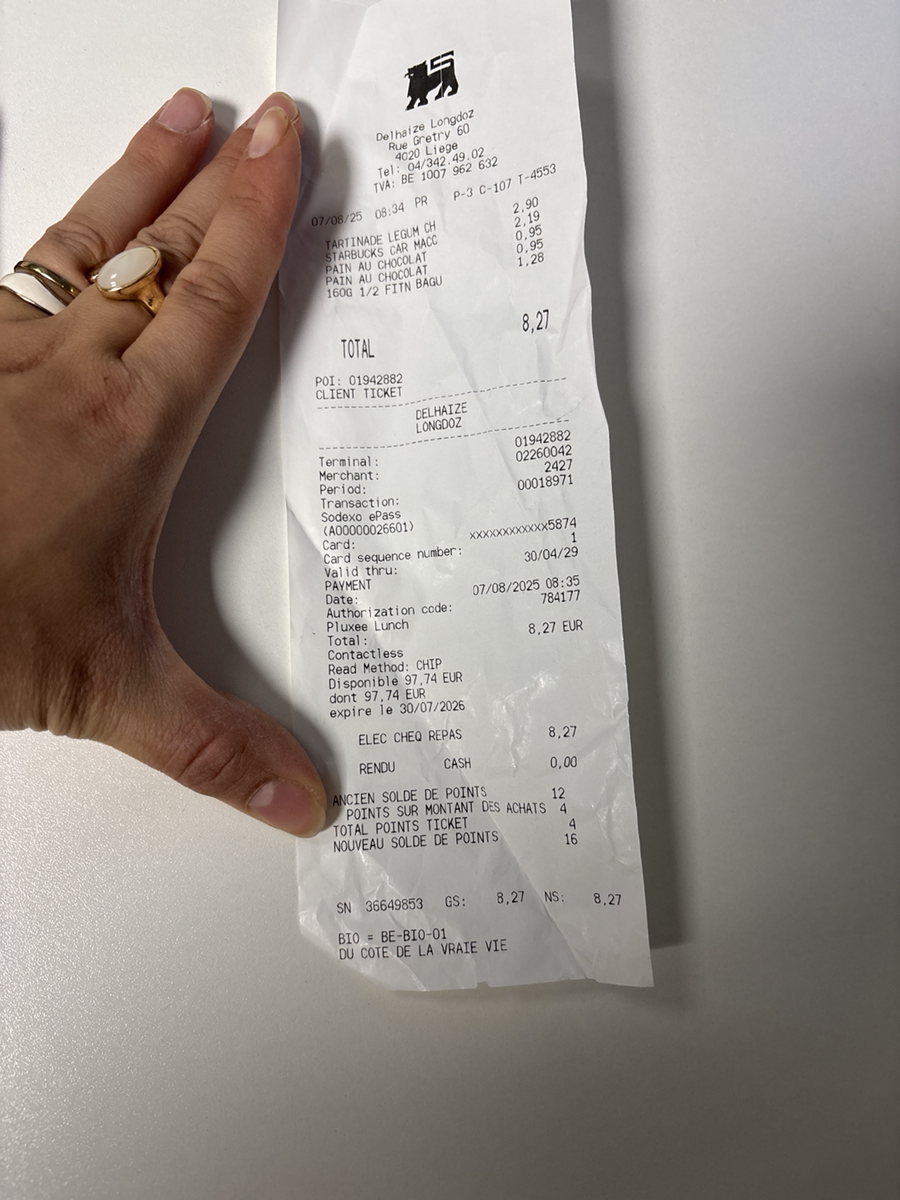 Delhaize Longdoz
Rue Gretry 60
4020 Liege
Tel: 04/342.49.02
TVA: BE 1007 962 632
07/08/25 08:34 PR P-3 C-107 T-4553
TARTINADE LEGUM CH 2,90
STARBUCKS CAR MACC 2,19
PAIN AU CHOCOLAT 0,95
PAIN AU CHOCOLAT 0,95
160G 1/2 FITN BAGU 1,28
TOTAL 8,27
POI: 01942882
CLIENT TICKET
DELHAIZE
LONGDOZ
Terminal: 01942882
Merchant: 02260042
Period: 2427
Transaction: 00018971
Sodexo ePass
(A00000026601)
Card: xxxxxxxxxxxx5874
Card sequence number: 1
Valid thru: 30/04/29
PAYMENT
Date: 07/08/2025 08:35
Authorization code: 784177
Pluxee Lunch
Total: 8,27 EUR
Contactless
Read Method: CHIP
Disponible 97,74 EUR
dont 97,74 EUR
expire le 30/07/2026
ELEC CHEQ REPAS 8,27
RENDU CASH 0,00
ANCIEN SOLDE DE POINTS 12
POINTS SUR MONTANT DES ACHATS 4
TOTAL POINTS TICKET 4
NOUVEAU SOLDE DE POINTS 16
SN 36649853 GS: 8,27 NS: 8,27
BIO = BE-BIO-01
DU COTE DE LA VRAIE VIE